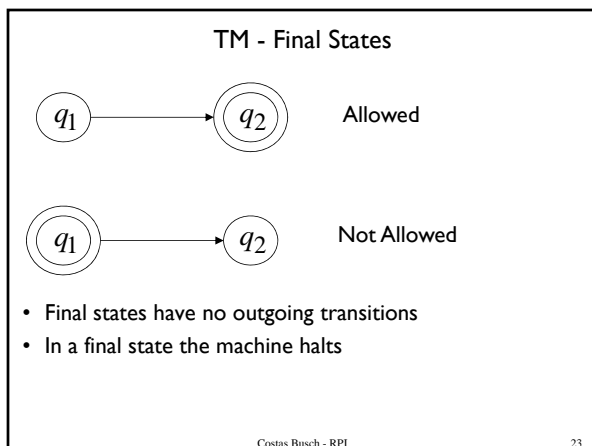 TM - Final States
q1 q2 Allowed
q1 q2 Not Allowed
• Final states have no outgoing transitions
• In a final state the machine halts
Costas Busch - RPI 23